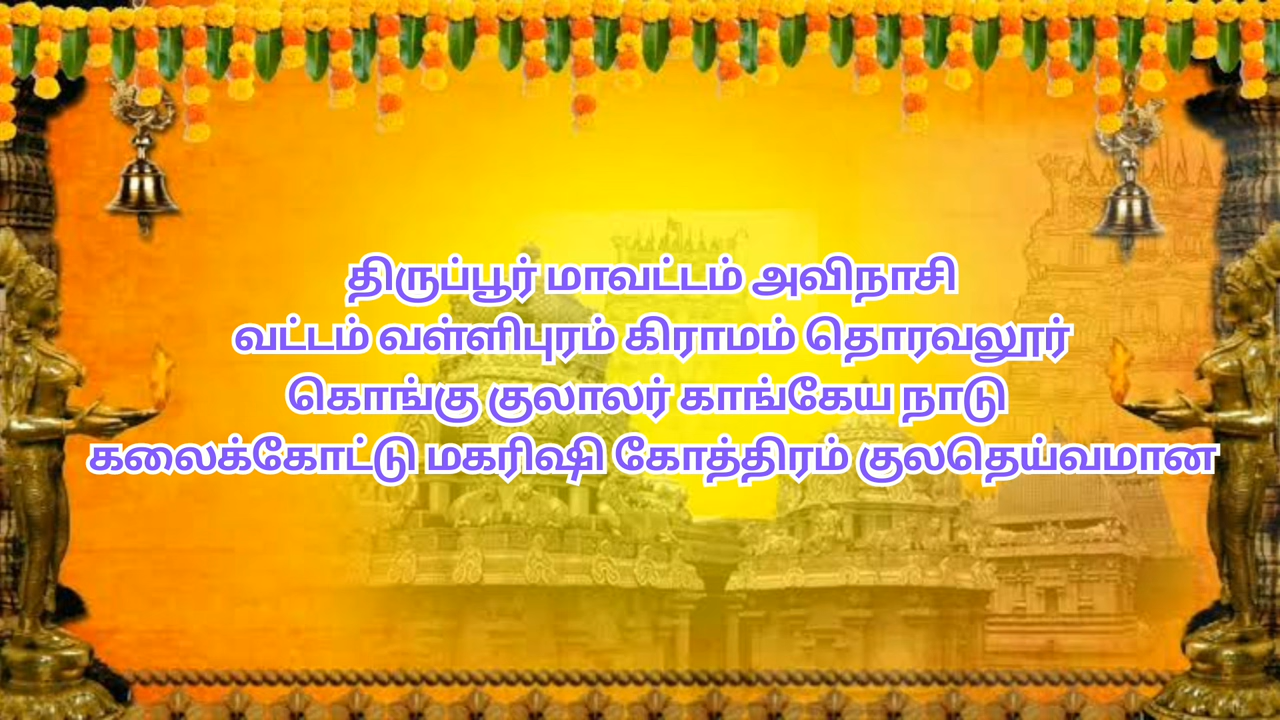 திருப்பூர் மாவட்டம் அவிநாசி
வட்டம் வள்ளிபுரம் கிராமம் தொரவலூர்
கொங்கு குலாலர் காங்கேய நாடு
கலைக்கோட்டு மகரிஷி கோத்திரம் குலதெய்வமான